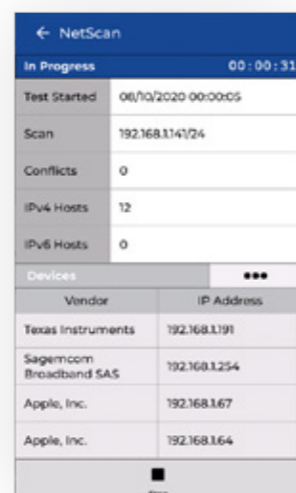 ← NetScan
In Progress 00:00:31
Test Started 08/10/2020 00:00:05
Scan 192.168.1.141/24
Conflicts 0
IPv4 Hosts 12
IPv6 Hosts 0
Devices •••
Vendor IP Address
Texas Instruments 192.168.1.191
Sagemcom
Broadband SAS 192.168.1.254
Apple, Inc. 192.168.1.67
Apple, Inc. 192.168.1.64